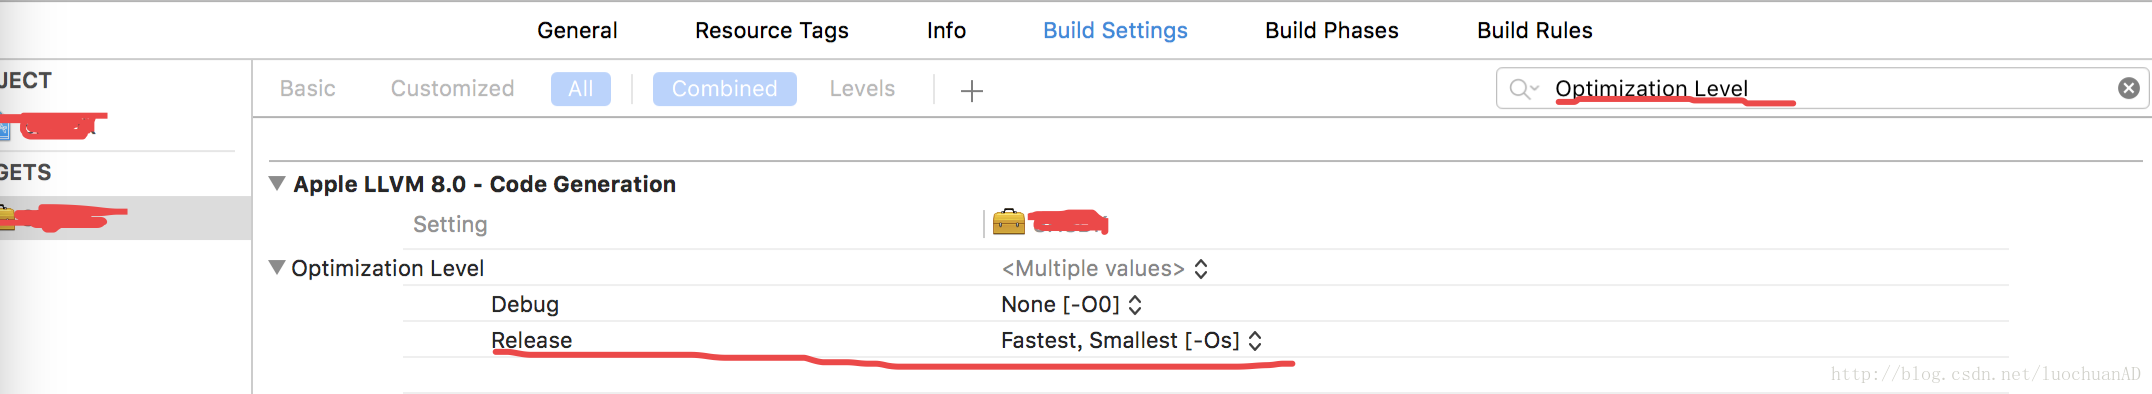 General Resource Tags Info Build Settings Build Phases Build Rules
JECT
Basic Customized All Combined Levels + Optimization Level
GETS
Apple LLVM 8.0 - Code Generation
Setting
Optimization Level <Multiple values>
Debug None [-O0]
Release Fastest, Smallest [-Os]
http://blog.csdn.net/luochuanAD